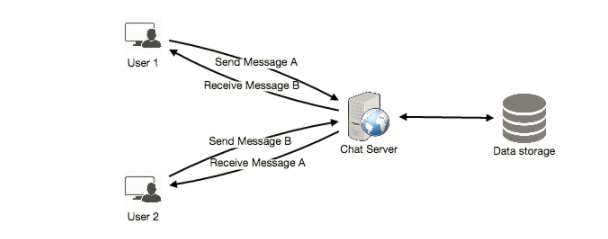 User 1
Send Message A
Receive Message B
Chat Server
Data storage
Send Message B
Receive Message A
User 2